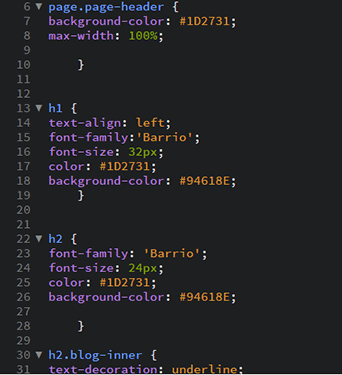 6 page.page-header {
7 background-color: #1D2731;
8 max-width: 100%;
9
10 }
11
12
13 h1 {
14 text-align: left;
15 font-family:'Barrio';
16 font-size: 32px;
17 color: #1D2731;
18 background-color: #94618E;
19 }
20
21
22 h2 {
23 font-family: 'Barrio';
24 font-size: 24px;
25 color: #1D2731;
26 background-color: #94618E;
27
28 }
29
30 h2.blog-inner {
31 text-decoration: underline;